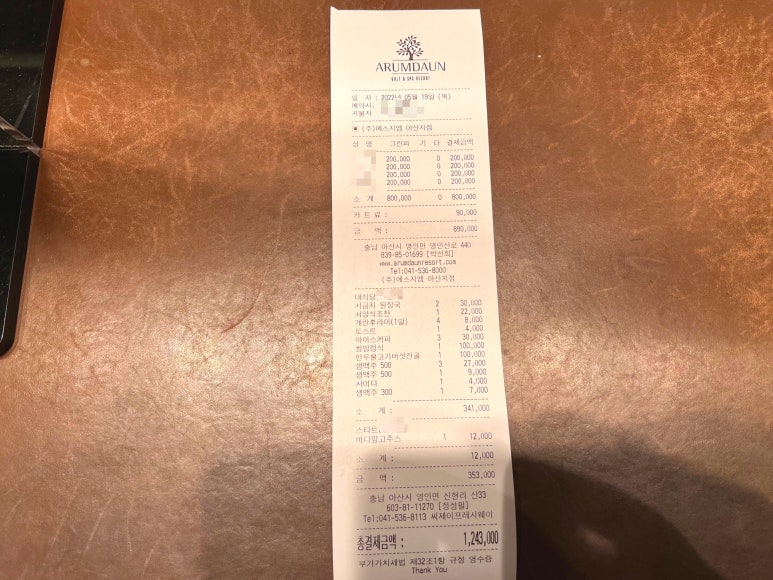 ARUMDAUN
GOLF & SPA RESORT
일 자 : 2022년 05월 19일 (목)
예약시
지불자
▣ (주)에스지엠 아산지점
성 명 그린피 기 타 결제금액
200,000 0 200,000
200,000 0 200,000
200,000 0 200,000
200,000 0 200,000
소 계 800,000 0 800,000
카 트 료 : 90,000
금 액 : 890,000
충남 아산시 영인면 영인산로 440
839-85-01699 [박선희]
www.arumdaunresort.com
Tel:041-536-8000
(주)에스지엠 아산지점
대식당
시금치 된장국 2 30,000
서양식조찬 1 22,000
계란후라이(1알) 4 8,000
토스트 1 4,000
아이스커피 3 30,000
쌈밥정식 1 100,000
만두불고기버섯전골 1 100,000
생맥주 500 3 27,000
생맥주 500 1 9,000
사이다 1 4,000
생맥주 300 1 7,000
소 계 : 341,000
스타트
바디망고주스 1 12,000
소 계 : 12,000
금 액 : 353,000
충남 아산시 영인면 신현리 산33
603-81-11270 [정성필]
Tel:041-536-8113 씨제이프레시웨이
총결제금액 : 1,243,000
부가가치세법 제32조1항 규정 영수증
Thank You